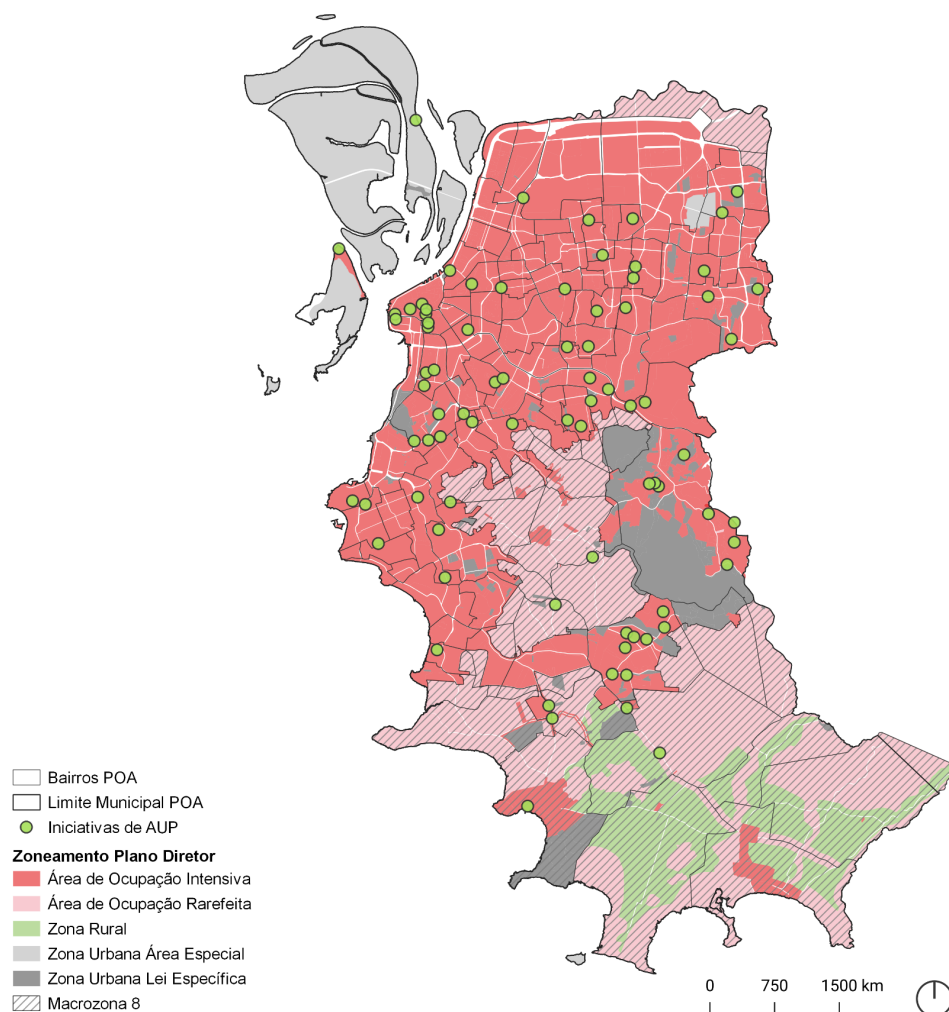 Bairros POA
Limite Municipal POA
Iniciativas de AUP
Zoneamento Plano Diretor
Área de Ocupação Intensiva
Área de Ocupação Rarefeita
Zona Rural
Zona Urbana Área Especial
Zona Urbana Lei Específica
Macrozona 8
0 750 1500 km